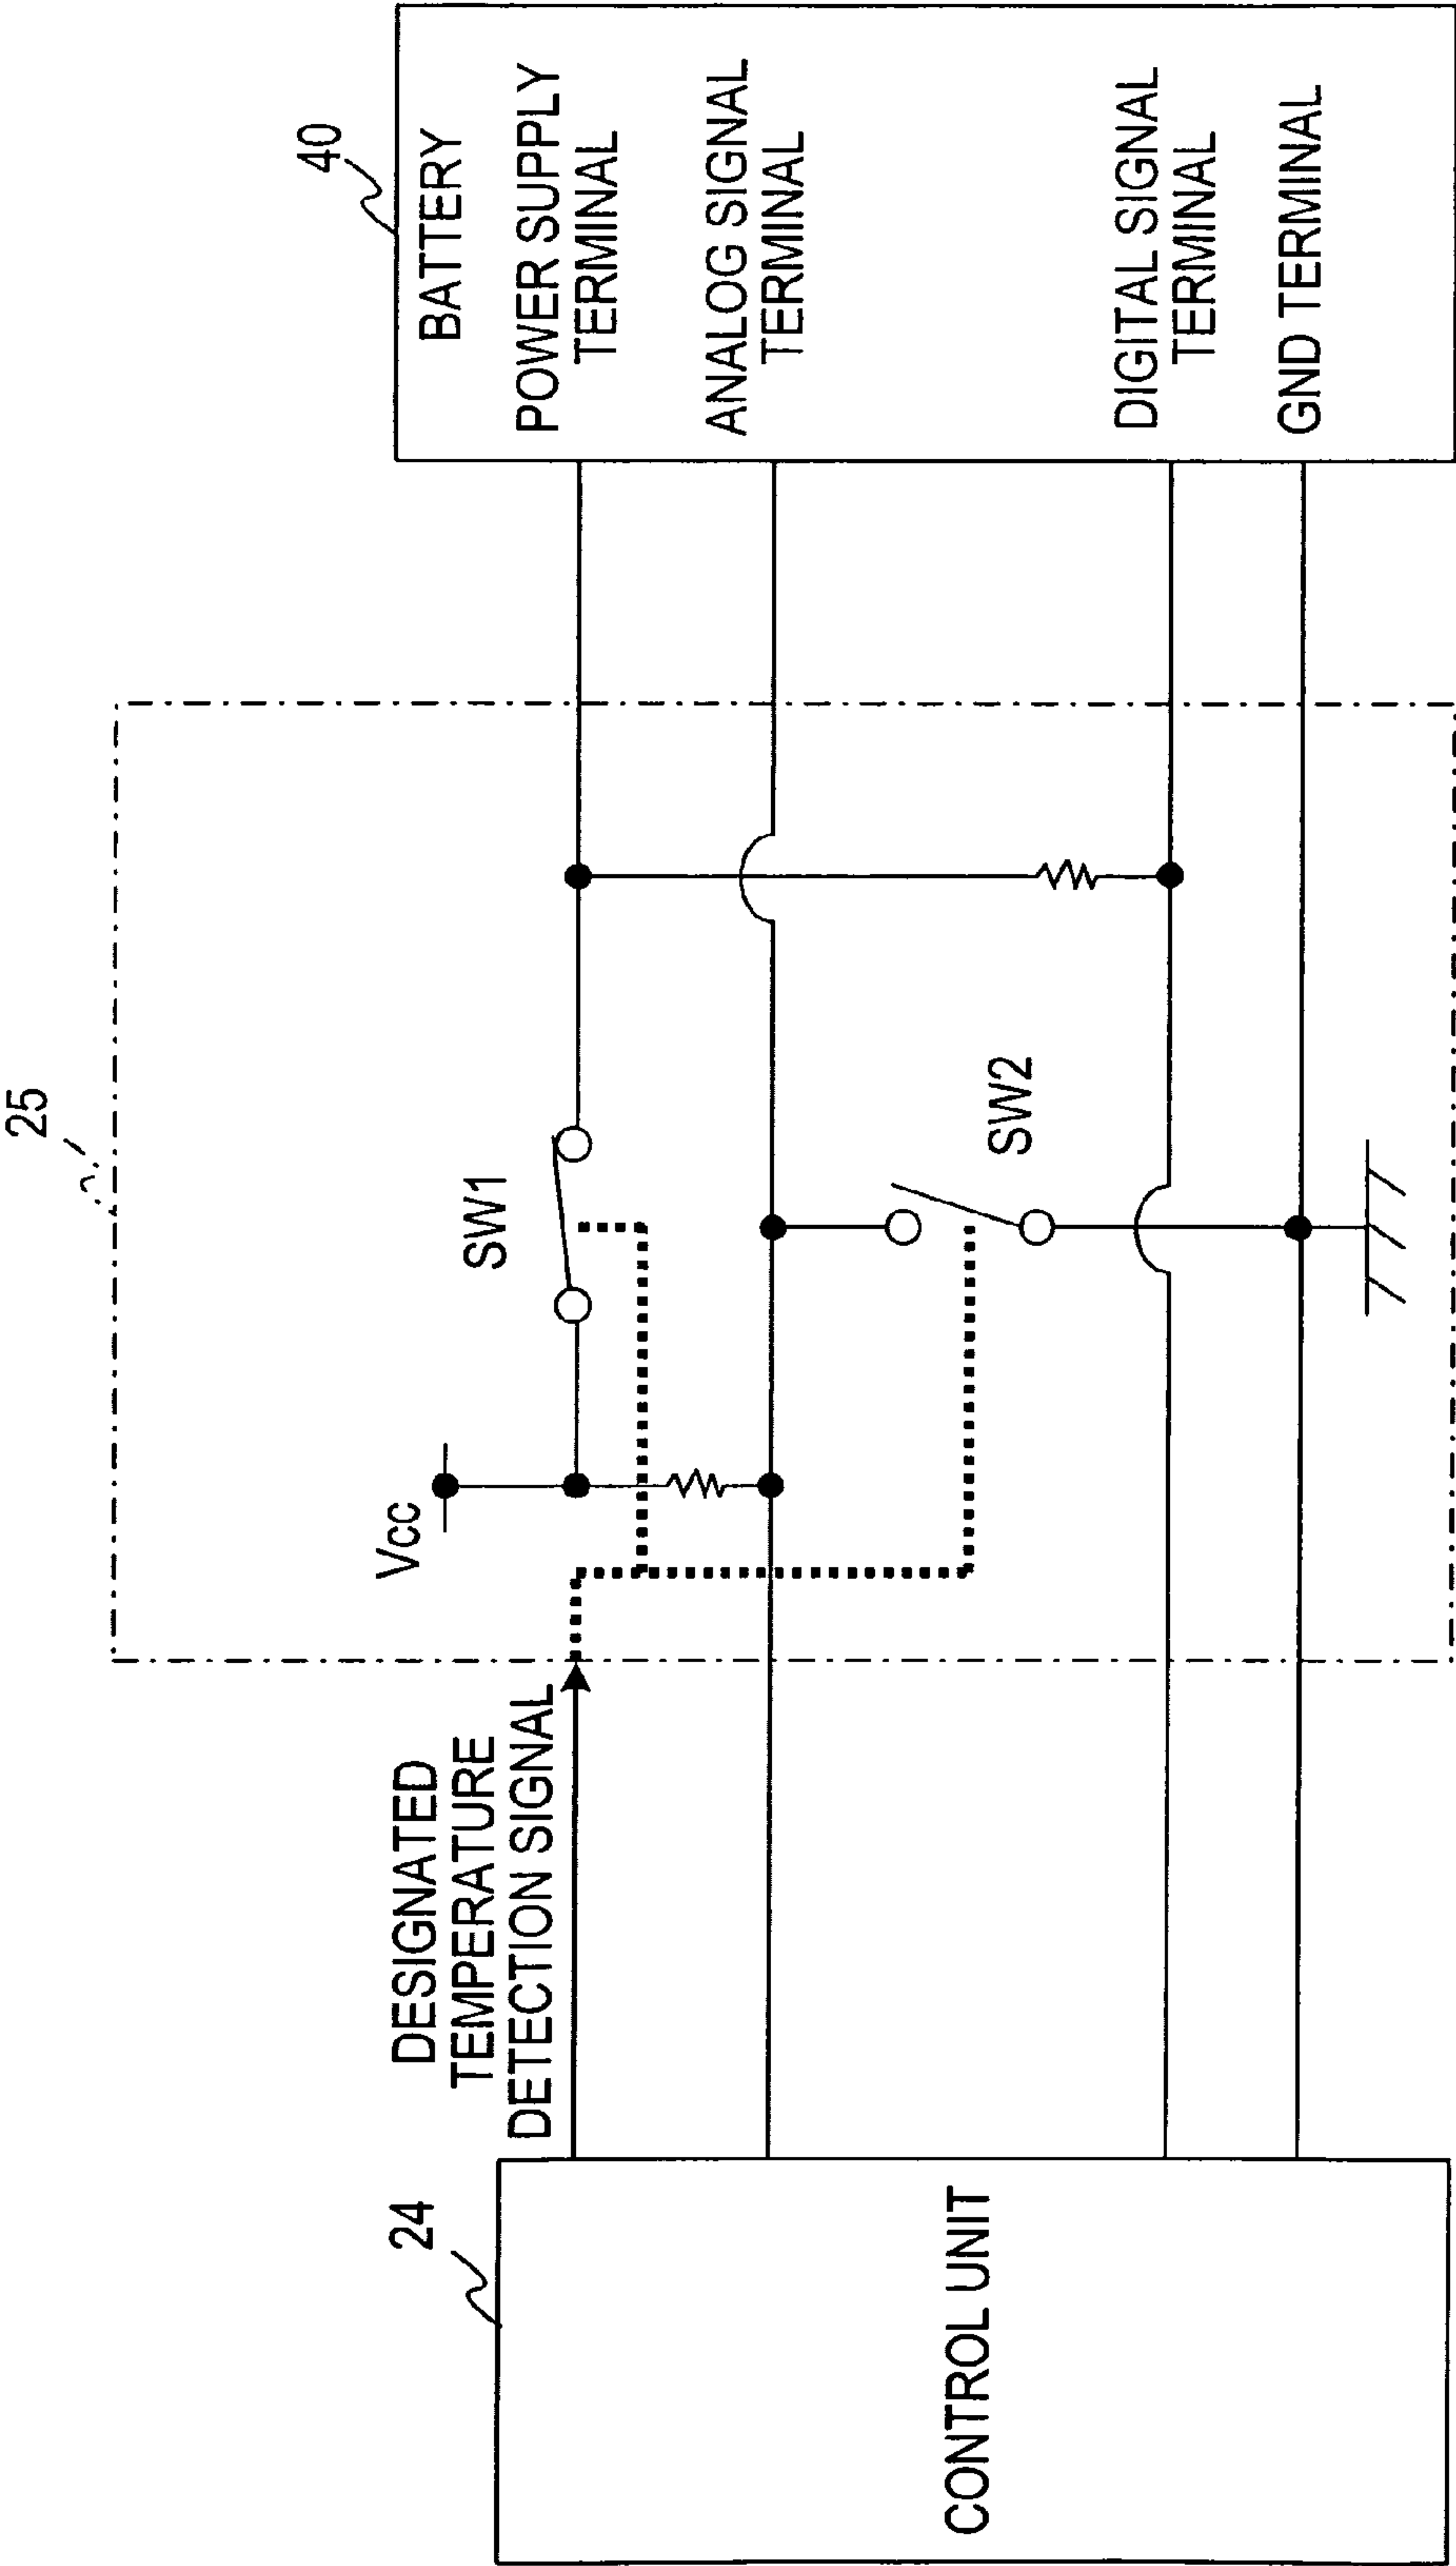 25
40
BATTERY
POWER SUPPLY
TERMINAL
ANALOG SIGNAL
TERMINAL
DIGITAL SIGNAL
TERMINAL
GND TERMINAL
Vcc
SW1
SW2
DESIGNATED
TEMPERATURE
DETECTION SIGNAL
24
CONTROL UNIT